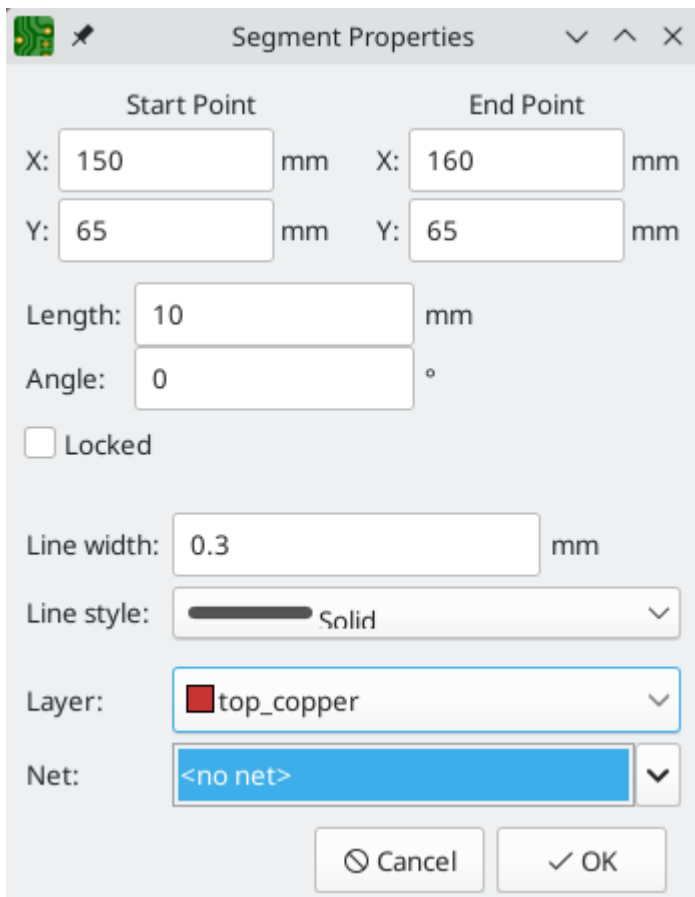 Segment Properties
Start Point End Point
X: 150 mm X: 160 mm
Y: 65 mm Y: 65 mm
Length: 10 mm
Angle: 0 °
Locked
Line width: 0.3 mm
Line style: Solid
Layer: top_copper
Net: <no net>
Cancel OK